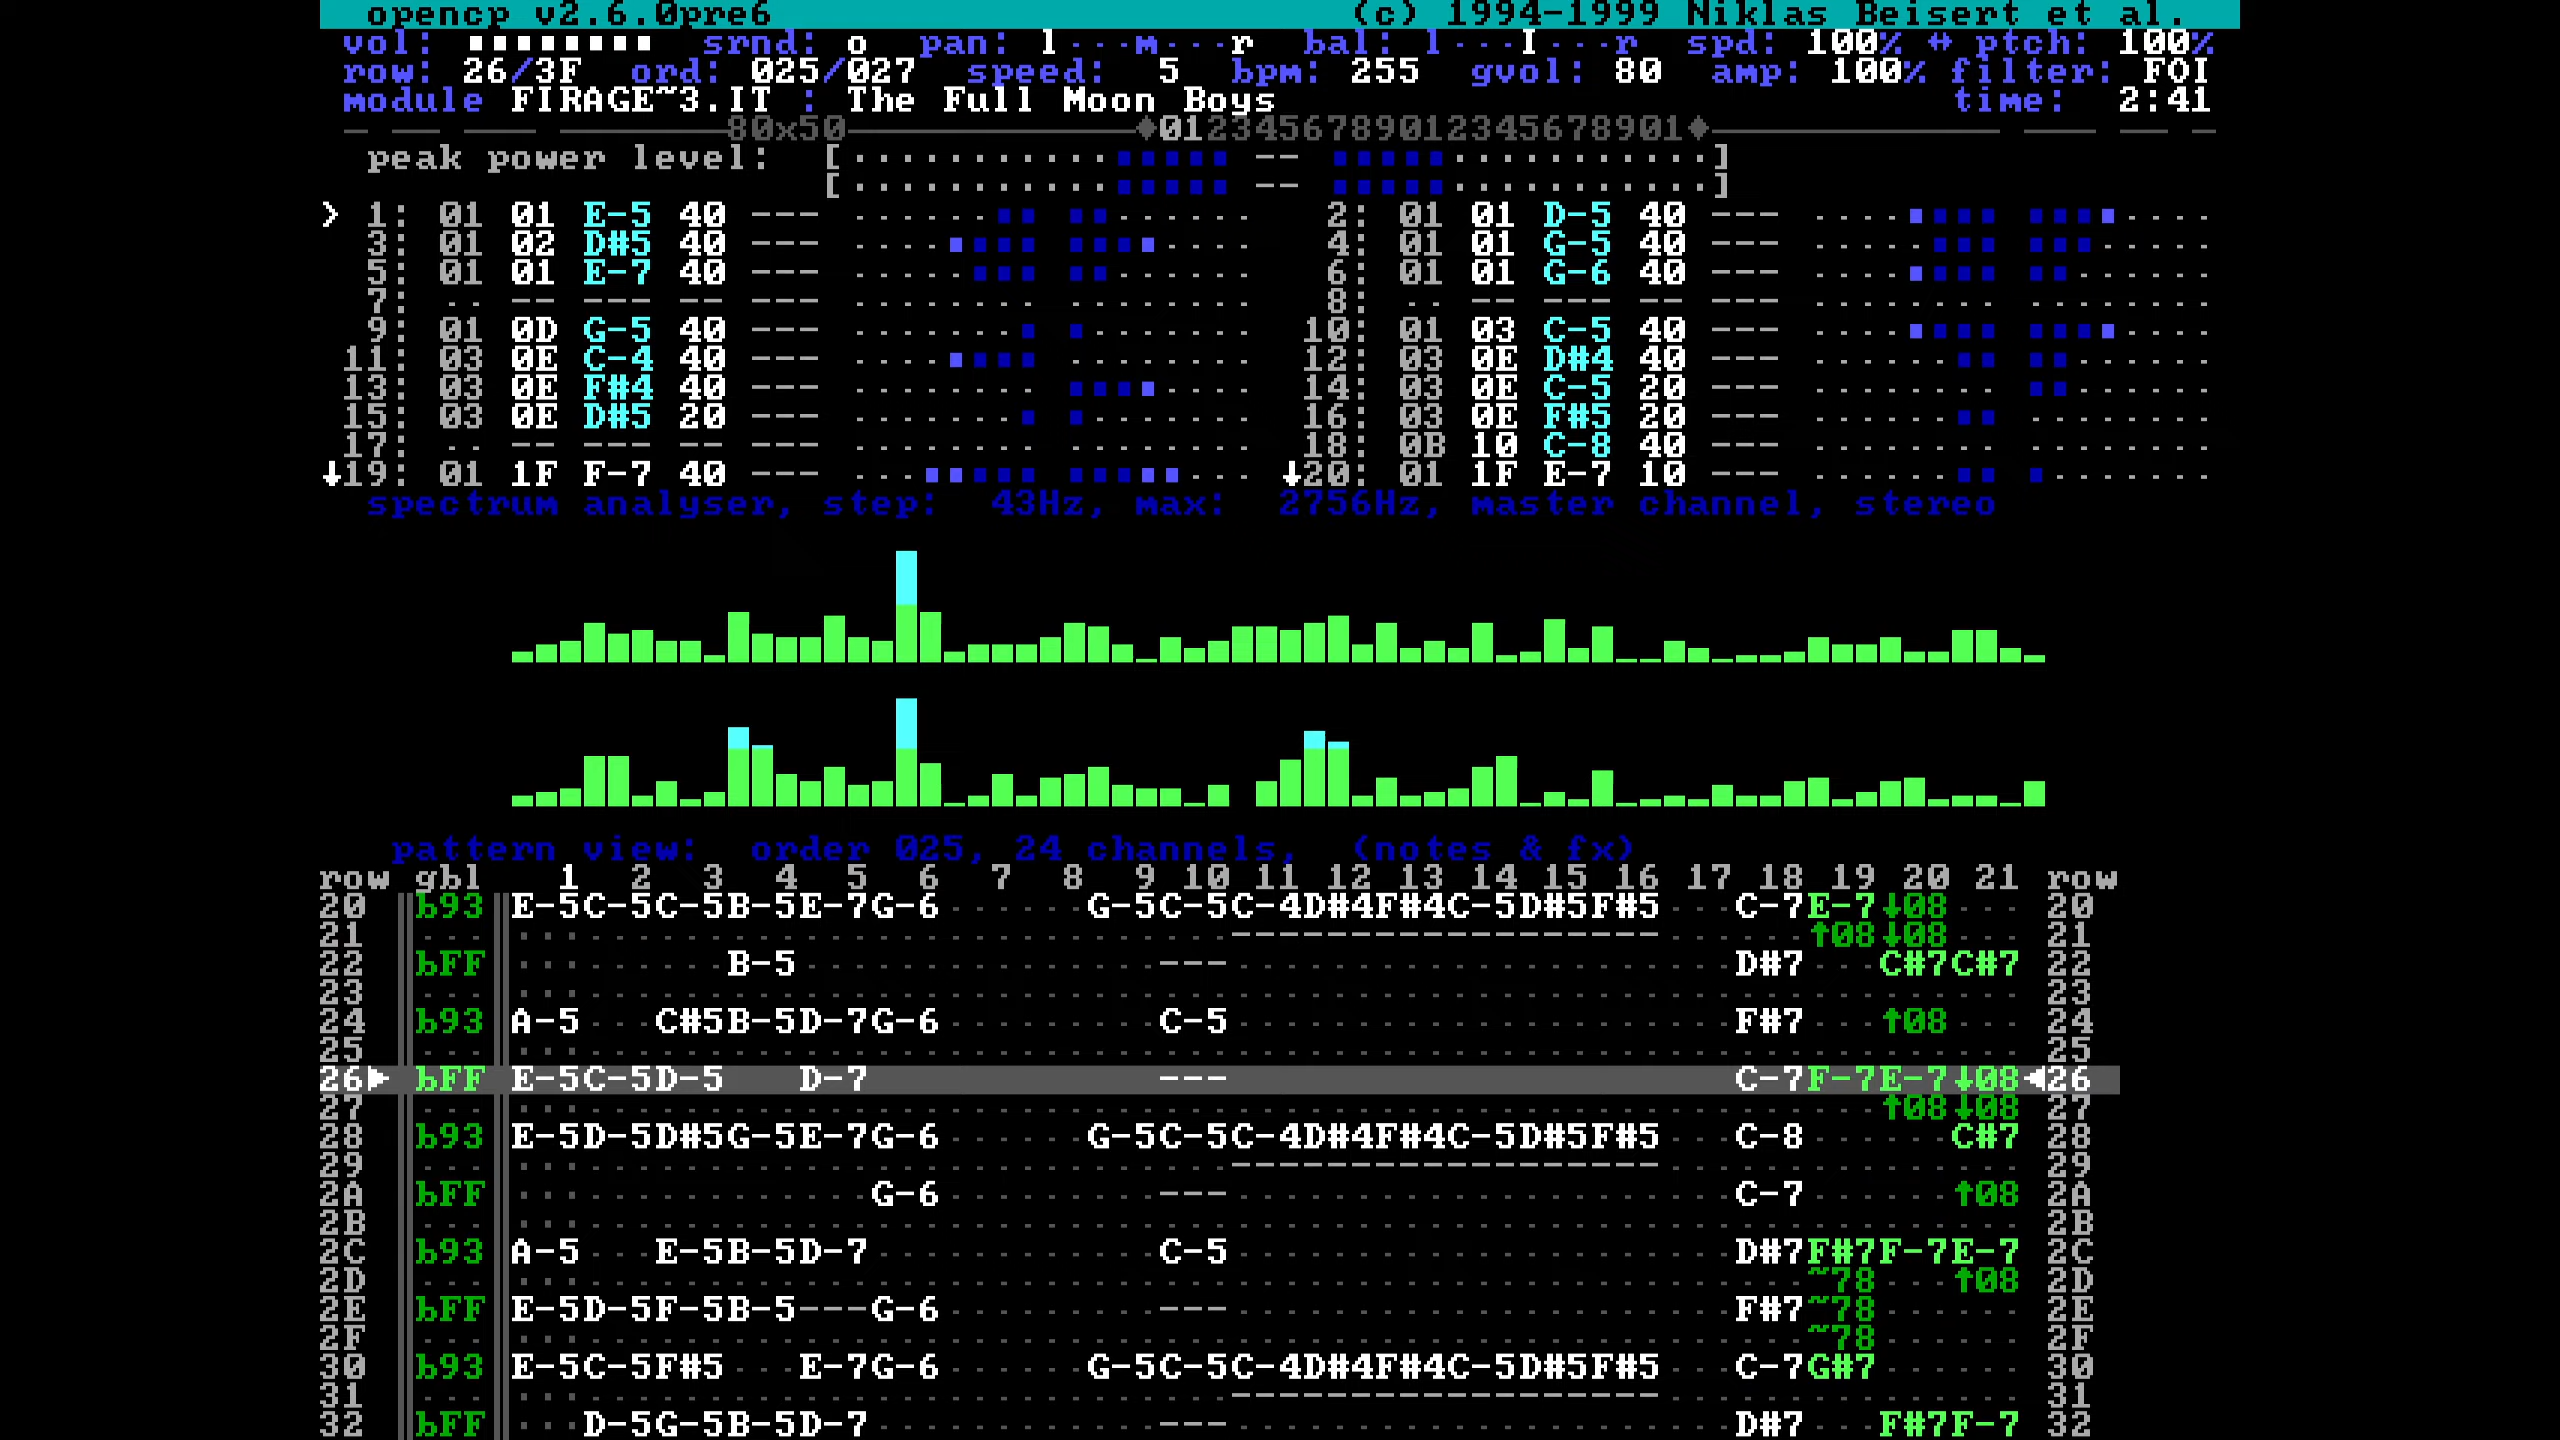 opencp v2.6.0pre6 (c) 1994-1999 Niklas Beisert et al.
vol: ▪▪▪▪▪▪▪▪ srnd: o pan: l···m···r bal: l···I···r spd: 100% ↔ ptch: 100%
row: 26/3F ord: 025/027 speed: 5 bpm: 255 gvol: 80 amp: 100% filter: FOI
module FIRAGE~3.IT : The Full Moon Boys time: 2:41
80x50 ♦01234567890123456789​01♦
peak power level: [···········▪▪▪▪▪ -- ▪▪▪▪▪···········]
[···········▪▪▪▪▪ -- ▪▪▪▪▪···········]
> 1: 01 01 E-5 40 --- 2: 01 01 D-5 40 ---
3: 01 02 D#5 40 --- 4: 01 01 G-5 40 ---
5: 01 01 E-7 40 --- 6: 01 01 G-6 40 ---
7: ·· -- --- -- --- 8: ·· -- --- -- ---
9: 01 0D G-5 40 --- 10: 01 03 C-5 40 ---
11: 03 0E C-4 40 --- 12: 03 0E D#4 40 ---
13: 03 0E F#4 40 --- 14: 03 0E C-5 20 ---
15: 03 0E D#5 20 --- 16: 03 0E F#5 20 ---
17: ·· -- --- -- --- 18: 0B 10 C-8 40 ---
↓19: 01 1F F-7 40 --- ↓20: 01 1F E-7 10 ---
spectrum analyser, step: 43Hz, max: 2756Hz, master channel, stereo
pattern view: order 025, 24 channels, (notes & fx)
row gbl 1 2 3 4 5 6 7 8 9 10 11 12 13 14 15 16 17 18 19 20 21 row
20 b93 E-5C-5C-5B-5E-7G-6 G-5C-5C-4D#4F#4C-5D#5F#5 C-7E-7↓08 20
21 ------------------ ↑08↓08 21
22 bFF B-5 --- D#7 C#7C#7 22
23 23
24 b93 A-5 C#5B-5D-7G-6 C-5 F#7 ↑08 24
25 25
26► bFF E-5C-5D-5 D-7 --- C-7F-7E-7↓08◄26
27 ↑08↓08 27
28 b93 E-5D-5D#5G-5E-7G-6 G-5C-5C-4D#4F#4C-5D#5F#5 C-8 C#7 28
29 ------------------ 29
2A bFF G-6 --- C-7 ↑08 2A
2B 2B
2C b93 A-5 E-5B-5D-7 C-5 D#7F#7F-7E-7 2C
2D ~78 ↑08 2D
2E bFF E-5D-5F-5B-5---G-6 --- F#7~78 2E
2F ~78 2F
30 b93 E-5C-5F#5 E-7G-6 G-5C-5C-4D#4F#4C-5D#5F#5 C-7G#7 30
31 ------------------ 31
32 bFF D-5G-5B-5D-7 --- D#7 F#7F-7 32